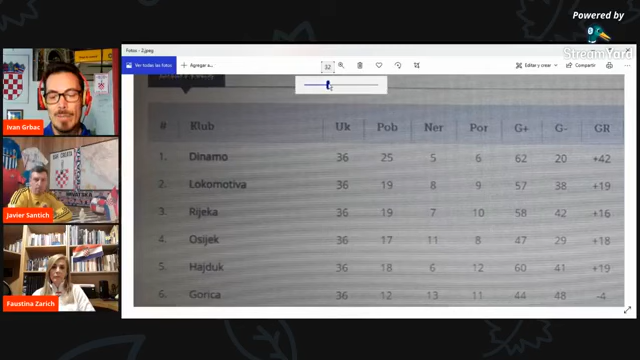 Powered by
StreamYard
Fotos - 2.jpeg
Ver todas las fotos
Agregar a...
32
Editar y crear
Compartir
# Klub Uk Pob Ner Por G+ G- GR
1. Dinamo 36 25 5 6 62 20 +42
2. Lokomotiva 36 19 8 9 57 38 +19
3. Rijeka 36 19 7 10 58 42 +16
4. Osijek 36 17 11 8 47 29 +18
5. Hajduk 36 18 6 12 60 41 +19
6. Gorica 36 12 13 11 44 48 -4
Ivan Grbac
Javier Santich
Faustina Zarich